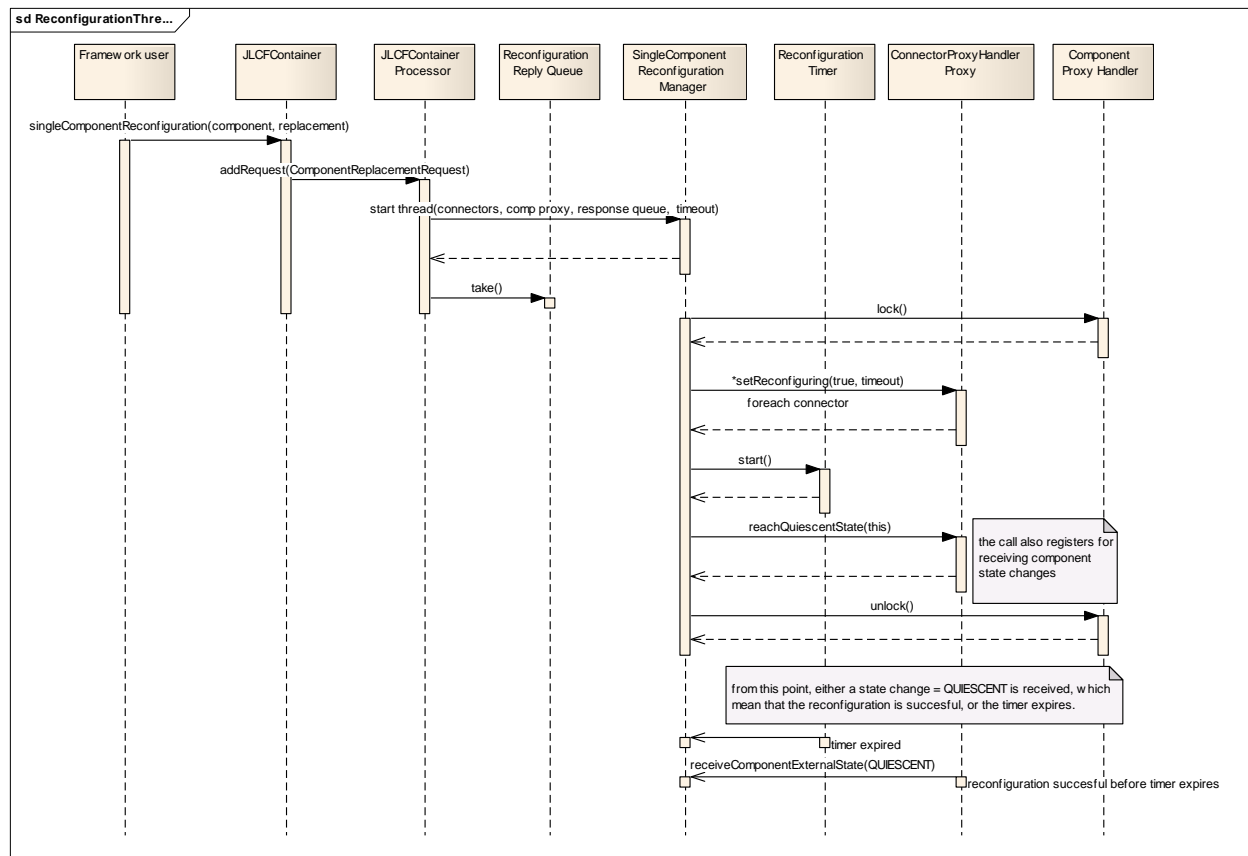 sd ReconfigurationThre...
Framework user
JLCFContainer
JLCFContainer
Processor
Reconfiguration
Reply Queue
SingleComponent
Reconfiguration
Manager
Reconfiguration
Timer
ConnectorProxyHandler
Proxy
Component
Proxy Handler
singleComponentReconfiguration(component, replacement)
addRequest(ComponentReplacementRequest)
start thread(connectors, comp proxy, response queue, timeout)
take()
lock()
*setReconfiguring(true, timeout)
foreach connector
start()
reachQuiescentState(this)
the call also registers for
receiving component
state changes
unlock()
from this point, either a state change = QUIESCENT is received, which
mean that the reconfiguration is succesful, or the timer expires.
timer expired
receiveComponentExternalState(QUIESCENT)
reconfiguration succesful before timer expires